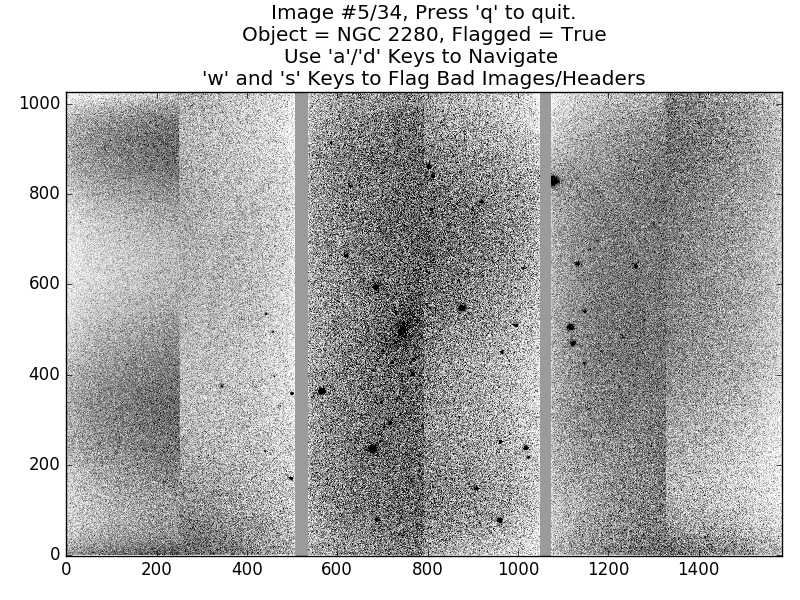 Image #5/34, Press 'q' to quit.
Object = NGC 2280, Flagged = True
Use 'a'/'d' Keys to Navigate
'w' and 's' Keys to Flag Bad Images/Headers
1000
800
600
400
200
0
0 200 400 600 800 1000 1200 1400